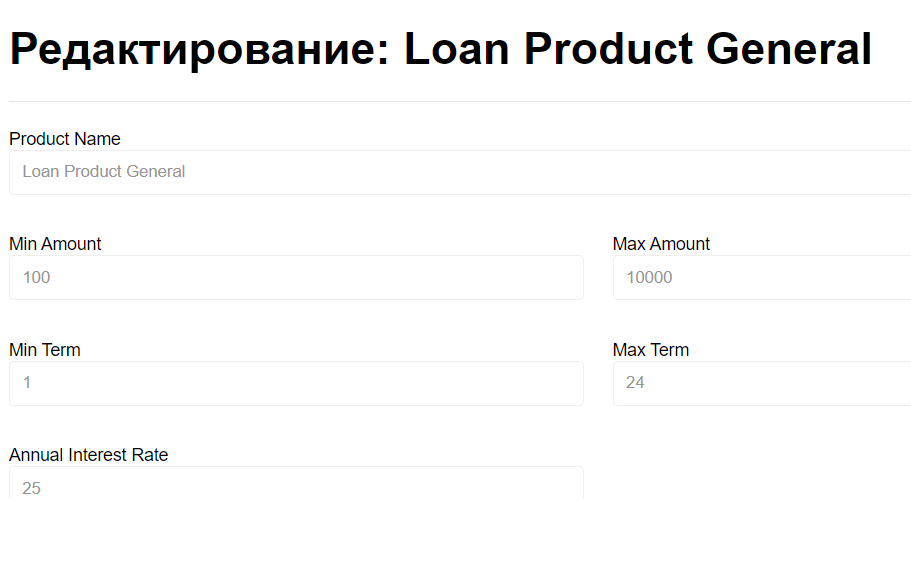 Редактирование: Loan Product General
Product Name
Loan Product General
Min Amount
Max Amount
100
10000
Min Term
Max Term
1
24
Annual Interest Rate
25